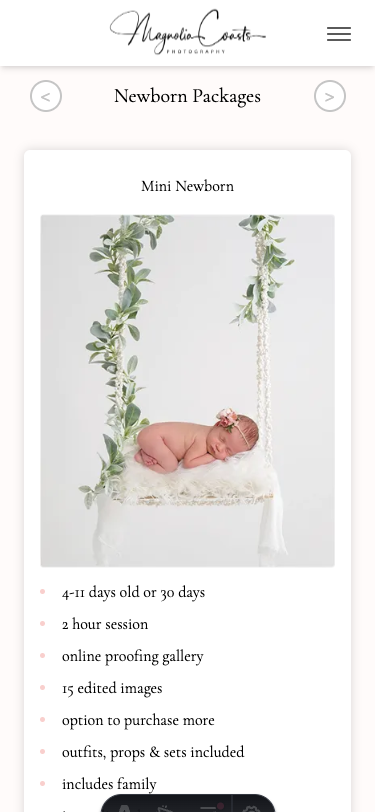 Magnolia Coasts
PHOTOGRAPHY
< Newborn Packages >
Mini Newborn
4-11 days old or 30 days
2 hour session
online proofing gallery
15 edited images
option to purchase more
outfits, props & sets included
includes family